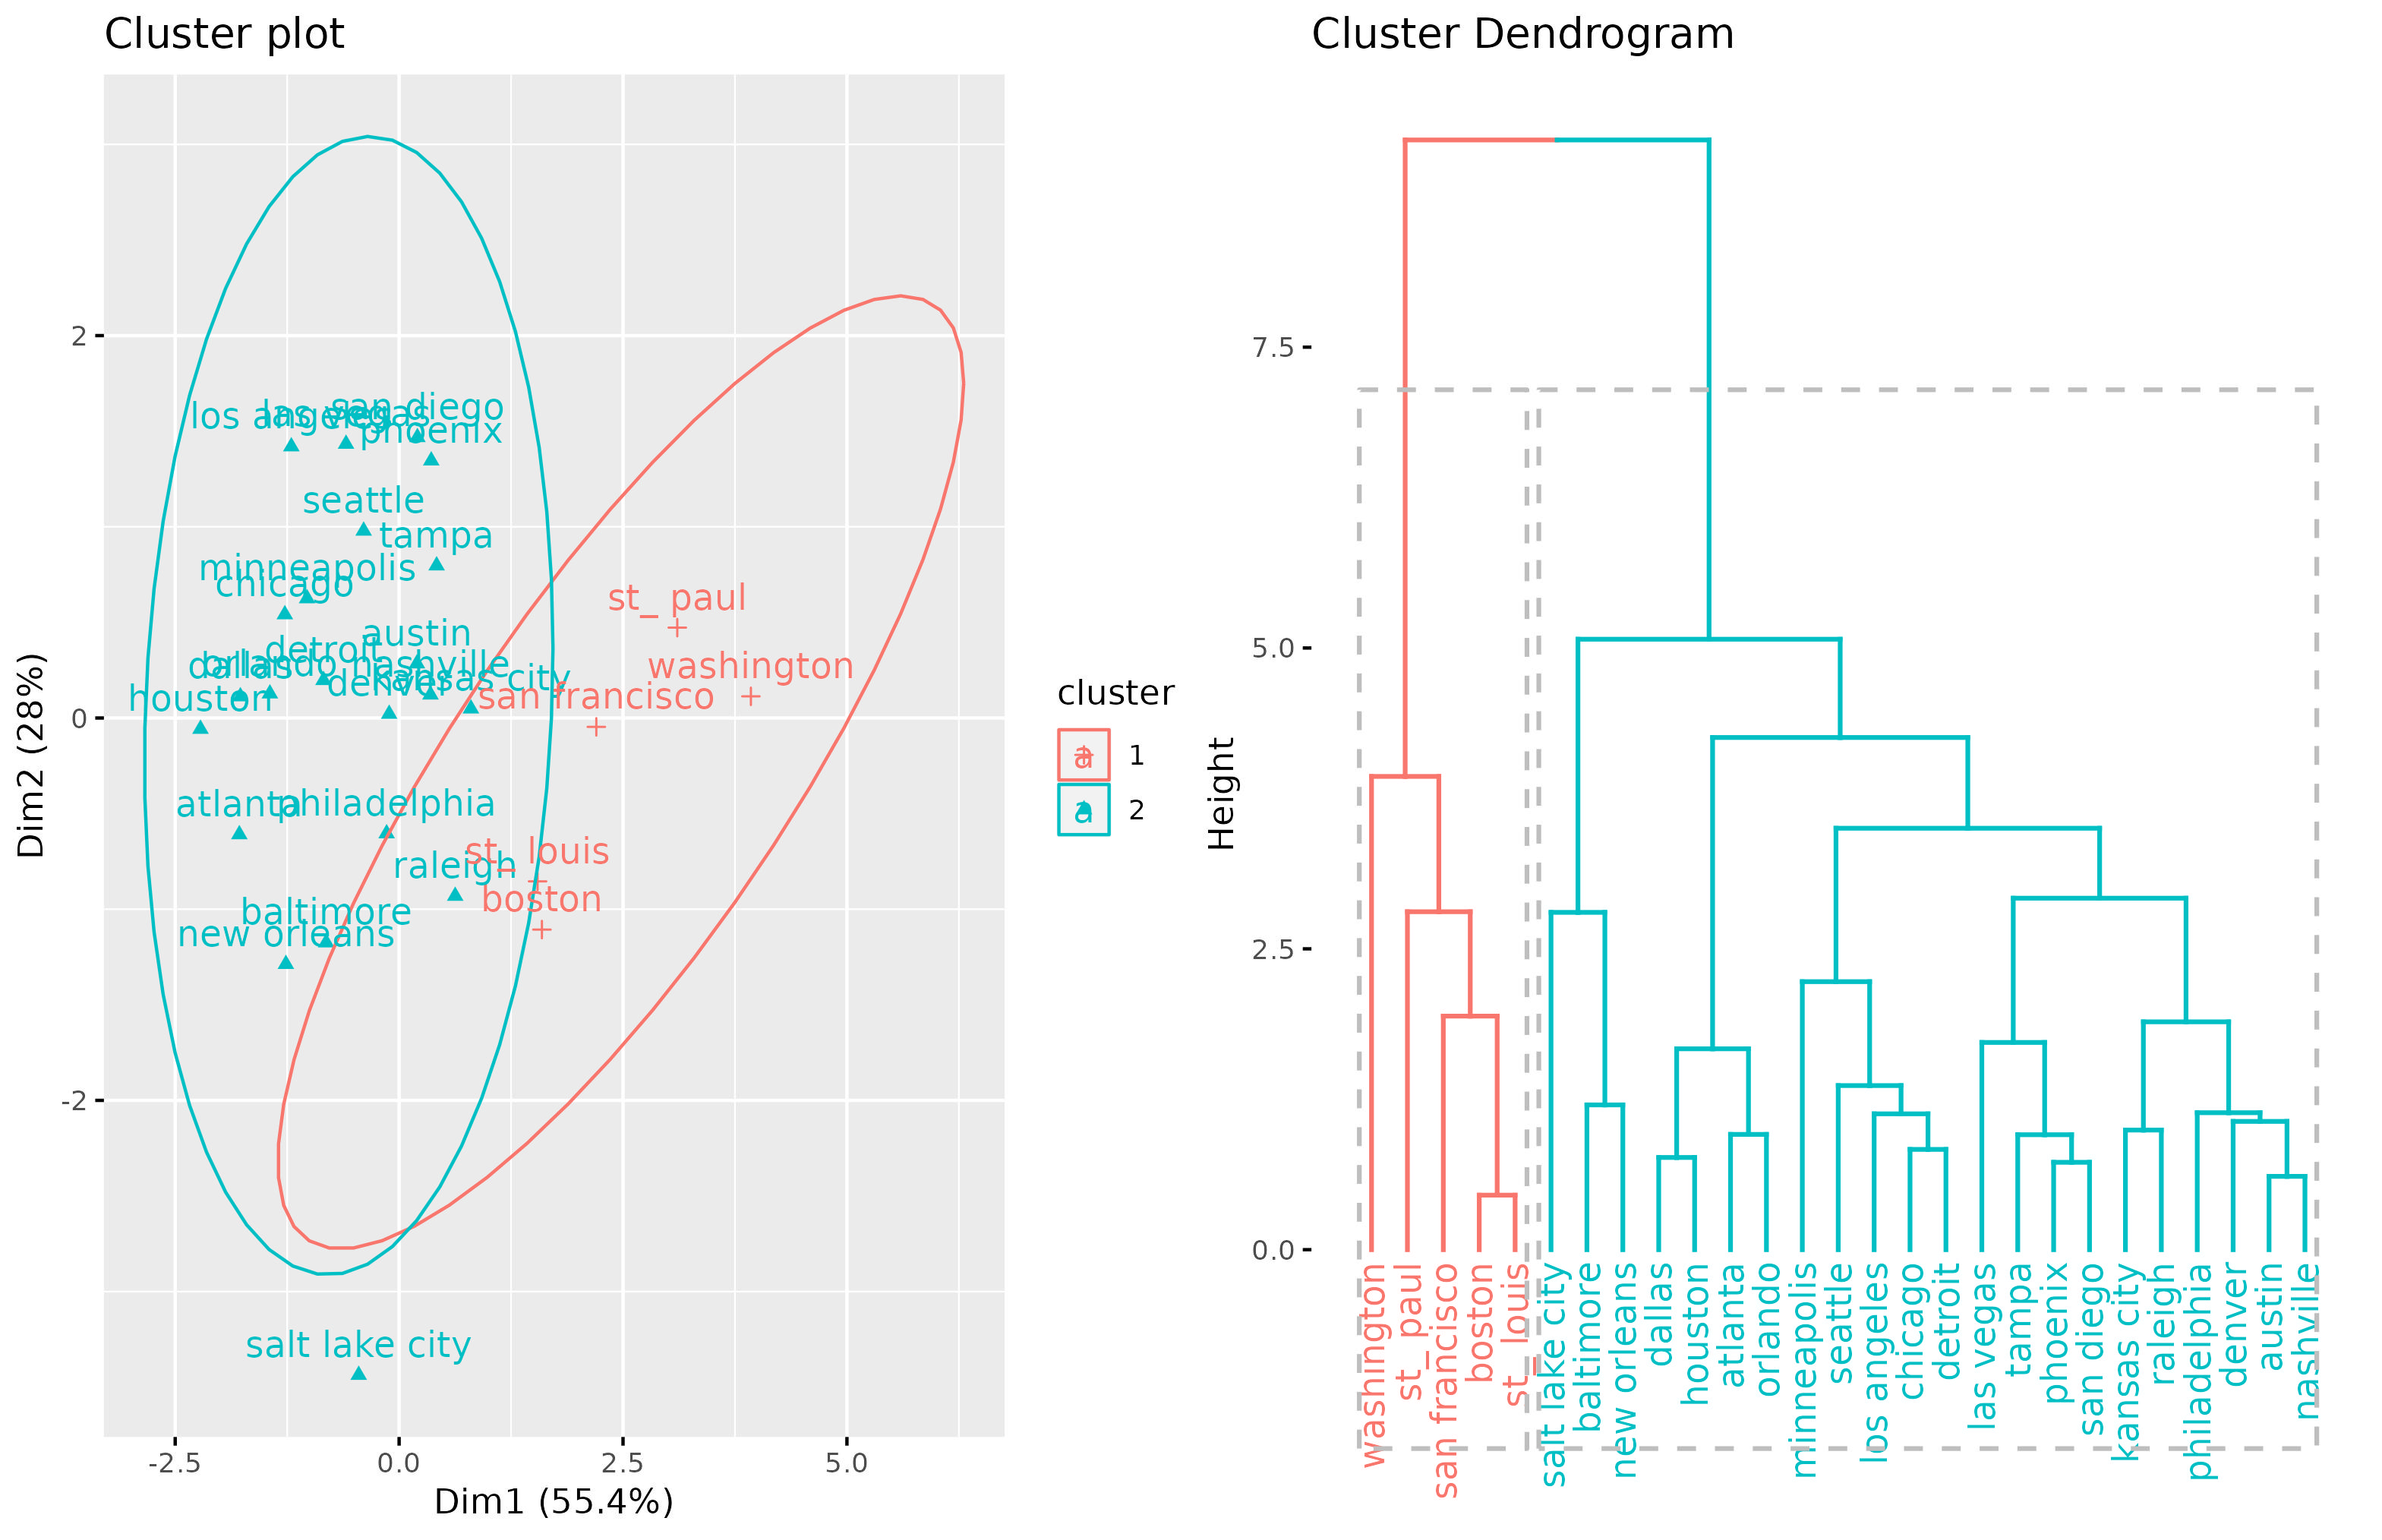 Cluster plot
Dim2 (28%)
2
0
-2
los angeles
las vegas
san diego
phoenix
seattle
tampa
minneapolis
chicago
st_ paul
austin
detroit
dallas
orlando
nashville
washington
denver
kansas city
houston
san francisco
atlanta
philadelphia
st_ louis
raleigh
boston
baltimore
new orleans
salt lake city
-2.5
0.0
2.5
5.0
Dim1 (55.4%)
cluster
a 1
a 2
Cluster Dendrogram
Height
7.5
5.0
2.5
0.0
washington
st_ paul
san francisco
boston
st_ louis
salt lake city
baltimore
new orleans
dallas
houston
atlanta
orlando
minneapolis
seattle
los angeles
chicago
detroit
las vegas
tampa
phoenix
san diego
kansas city
raleigh
philadelphia
denver
austin
nashville